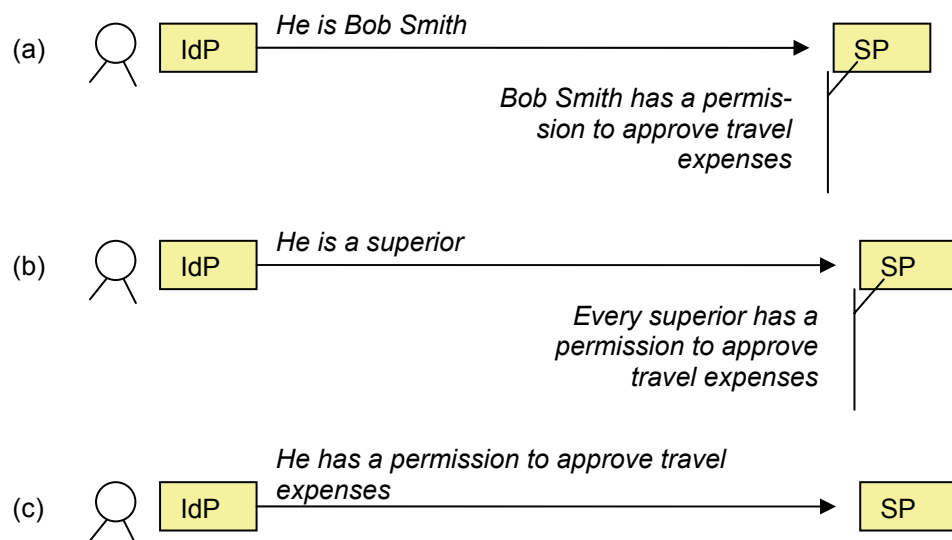 He is Bob Smith
(a) IdP SP
Bob Smith has a permis-
sion to approve travel
expenses
He is a superior
(b) IdP SP
Every superior has a
permission to approve
travel expenses
He has a permission to approve travel
expenses
(c) IdP SP